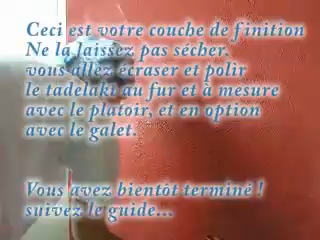 Ceci est votre couche de finition
Ne la laissez pas sécher.
vous allez écraser et polir
le tadelakt au fur et à mesure
avec le platoir, et en option
avec le galet.
Vous avez bientôt terminé !
suivez le guide...